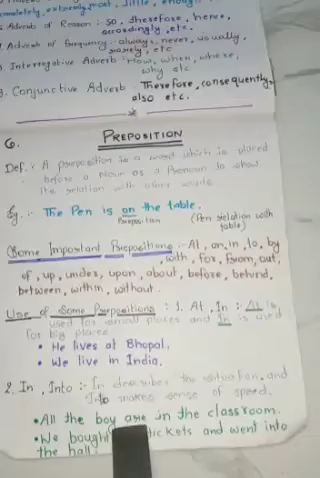 completely, extremely, most, little, enough
Adverb of Reason :- So, therefore, hence,
accordingly, etc.
Adverb of frequency :- always, never, usually,
rarely, etc
Interrogative Adverb :- How, when, where,
why etc
9. Conjunctive Adverb Therefore, consequently,
also etc.
6.
PREPOSITION
Def. :- A preposition is a word which is placed
before a Noun or a Pronoun to show
its relation with other words
Eg. :- The Pen is on the table.
Preposition (Pen relation with
table)
Some Important Prepositions :- At, on, in, to, by
, with, for, from, out,
of, up, under, upon, about, before, behind,
between, within, without.
Use of Some Prepositions : 1. At, In :- At is
used for small places and In is used
for big places
• He lives at Bhopal.
• We live in India.
2. In, Into :- In describes the situation, and
Into makes sense of speed.
• All the boy are in the classroom.
• We bought tickets and went into
the hall.